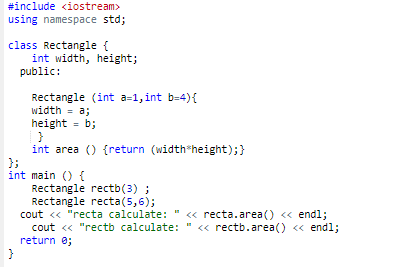 #include <iostream>
using namespace std;
class Rectangle {
int width, height;
public:
Rectangle (int a=1,int b=4){
width = a;
height = b;
}
int area () {return (width*height);}
};
int main () {
Rectangle rectb(3) ;
Rectangle recta(5,6);
cout << "recta calculate: " << recta.area() << endl;
cout << "rectb calculate: " << rectb.area() << endl;
return 0;
}